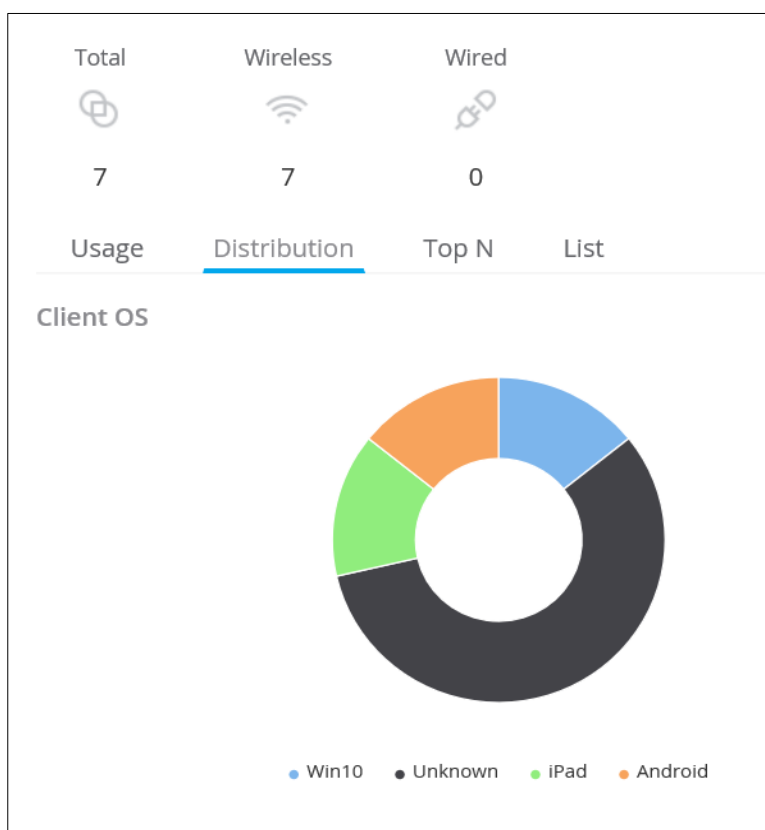 Total Wireless Wired
7 7 0
Usage Distribution Top N List
Client OS
Win10 Unknown iPad Android